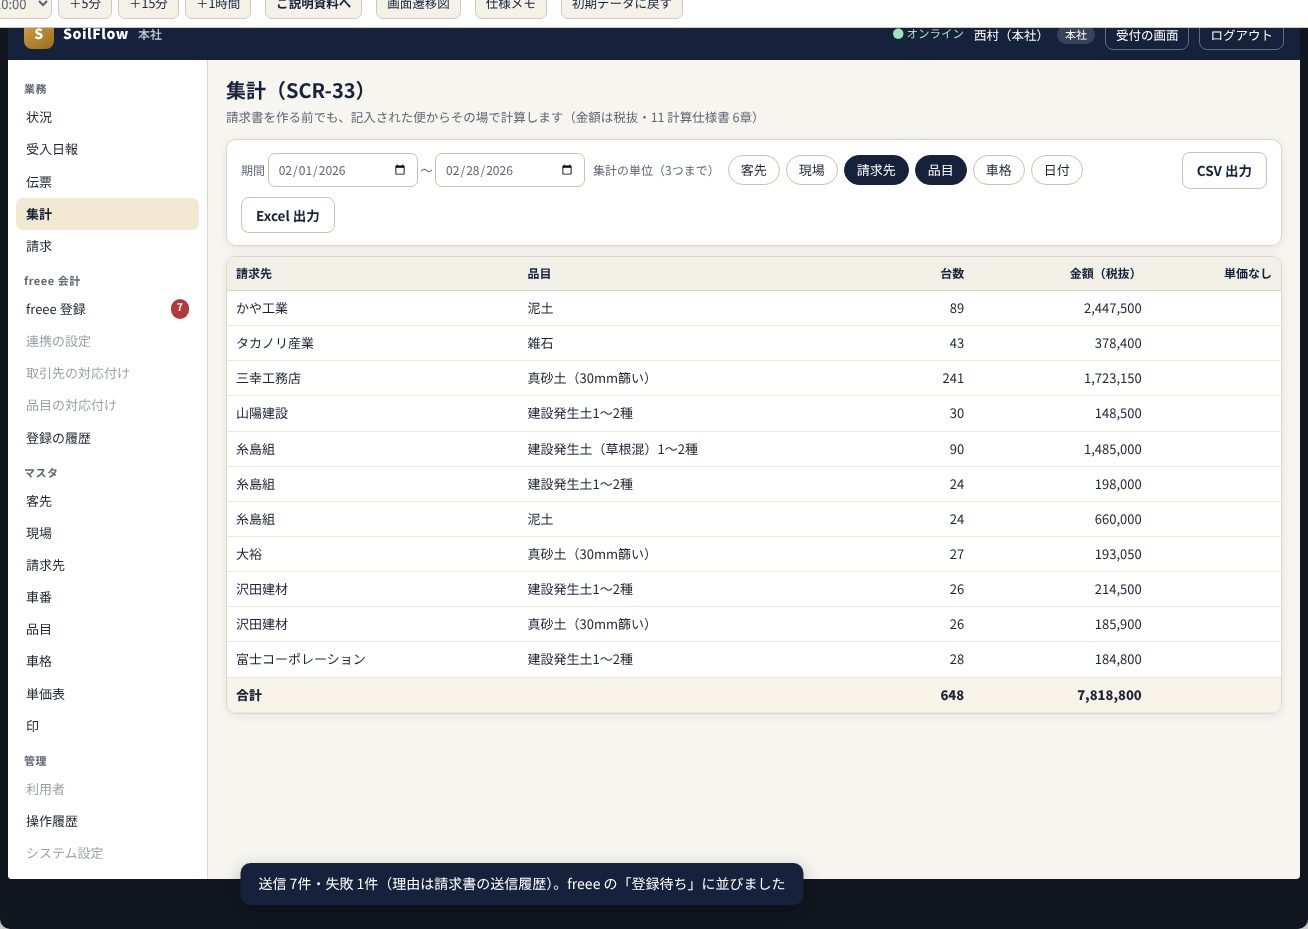 0:00 +5分 +15分 +1時間 ご説明資料へ 画面遷移図 仕様メモ 初期データに戻す
S SoilFlow 本社 オンライン 西村（本社） 本社 受付の画面 ログアウト
業務
状況
受入日報
伝票
集計
請求
freee 会計
freee 登録 7
連携の設定
取引先の対応付け
品目の対応付け
登録の履歴
マスタ
客先
現場
請求先
車番
品目
車格
単価表
印
管理
利用者
操作履歴
システム設定
集計（SCR-33）
請求書を作る前でも、記入された便からその場で計算します（金額は税抜・11 計算仕様書 6章）
期間 02/01/2026 〜 02/28/2026 集計の単位（3つまで） 客先 現場 請求先 品目 車格 日付 CSV 出力
Excel 出力
請求先 品目 台数 金額（税抜） 単価なし
かや工業 泥土 89 2,447,500
タカノリ産業 雑石 43 378,400
三幸工務店 真砂土（30mm篩い） 241 1,723,150
山陽建設 建設発生土1〜2種 30 148,500
糸島組 建設発生土（草根混）1〜2種 90 1,485,000
糸島組 建設発生土1〜2種 24 198,000
糸島組 泥土 24 660,000
大裕 真砂土（30mm篩い） 27 193,050
沢田建材 建設発生土1〜2種 26 214,500
沢田建材 真砂土（30mm篩い） 26 185,900
富士コーポレーション 建設発生土1〜2種 28 184,800
合計 648 7,818,800
送信 7件・失敗 1件（理由は請求書の送信履歴）。freee の「登録待ち」に並びました